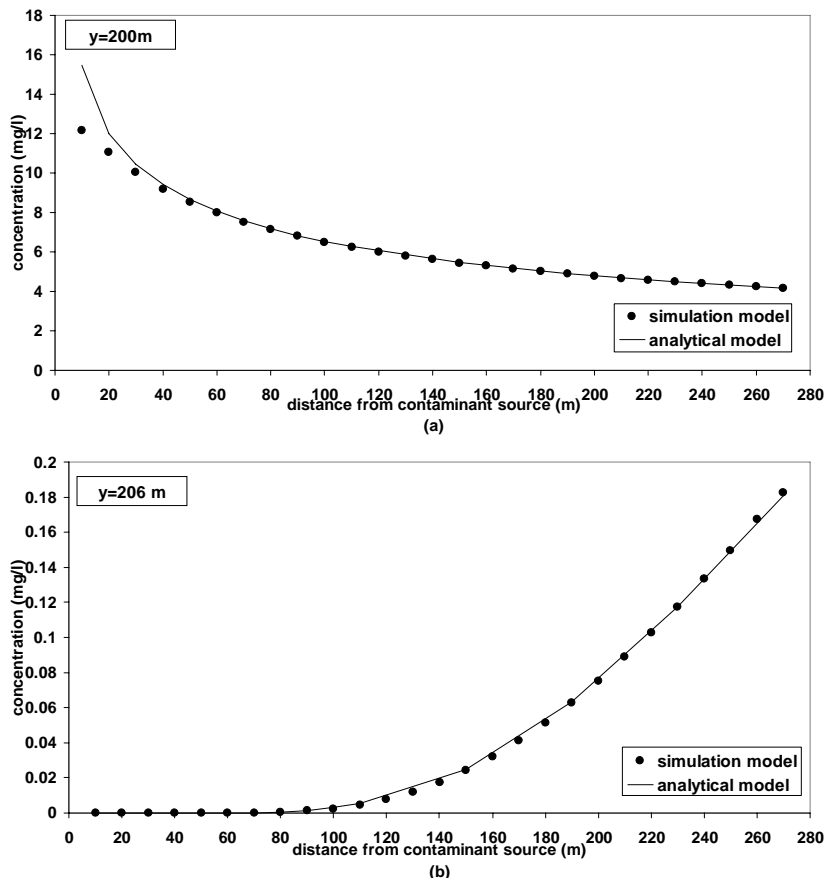 18
y=200m
16
14
12
10
8
6
4
2
0
concentration (mg/l)
simulation model
analytical model
0 20 40 60 80 100 120 140 160 180 200 220 240 260 280
distance from contaminant source (m)
(a)
0.2
y=206 m
0.18
0.16
0.14
0.12
0.1
0.08
0.06
0.04
0.02
0
concentration (mg/l)
simulation model
analytical model
0 20 40 60 80 100 120 140 160 180 200 220 240 260 280
distance from contaminant source (m)
(b)